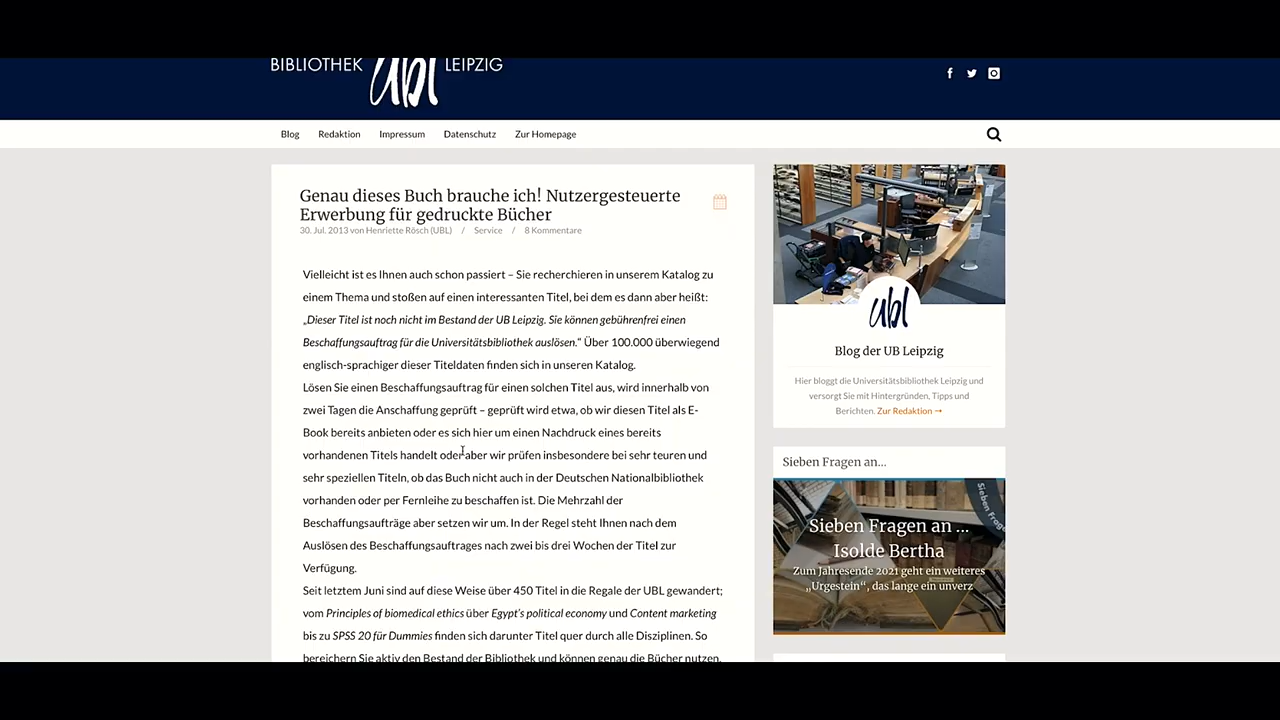 BIBLIOTHEK ubl LEIPZIG
Blog Redaktion Impressum Datenschutz Zur Homepage
Genau dieses Buch brauche ich! Nutzergesteuerte
Erwerbung für gedruckte Bücher
30. Jul. 2013 von Henriette Rösch (UBL) / Service / 8 Kommentare
Vielleicht ist es Ihnen auch schon passiert – Sie recherchieren in unserem Katalog zu
einem Thema und stoßen auf einen interessanten Titel, bei dem es dann aber heißt:
„Dieser Titel ist noch nicht im Bestand der UB Leipzig. Sie können gebührenfrei einen
Beschaffungsauftrag für die Universitätsbibliothek auslösen.“ Über 100.000 überwiegend
englisch-sprachiger dieser Titeldaten finden sich in unseren Katalog.
Lösen Sie einen Beschaffungsauftrag für einen solchen Titel aus, wird innerhalb von
zwei Tagen die Anschaffung geprüft – geprüft wird etwa, ob wir diesen Titel als E-
Book bereits anbieten oder es sich hier um einen Nachdruck eines bereits
vorhandenen Titels handelt oder aber wir prüfen insbesondere bei sehr teuren und
sehr speziellen Titeln, ob das Buch nicht auch in der Deutschen Nationalbibliothek
vorhanden oder per Fernleihe zu beschaffen ist. Die Mehrzahl der
Beschaffungsaufträge aber setzen wir um. In der Regel steht Ihnen nach dem
Auslösen des Beschaffungsauftrages nach zwei bis drei Wochen der Titel zur
Verfügung.
Seit letztem Juni sind auf diese Weise über 450 Titel in die Regale der UBL gewandert;
vom Principles of biomedical ethics über Egypt's political economy und Content marketing
bis zu SPSS 20 für Dummies finden sich darunter Titel quer durch alle Disziplinen. So
bereichern Sie aktiv den Bestand der Bibliothek und können genau die Bücher nutzen,
ubl
Blog der UB Leipzig
Hier bloggt die Universitätsbibliothek Leipzig und
versorgt Sie mit Hintergründen, Tipps und
Berichten. Zur Redaktion →
Sieben Fragen an...
Sieben Frage
Sieben Fragen an ...
Isolde Bertha
Zum Jahresende 2021 geht ein weiteres
„Urgestein“, das lange ein unverz